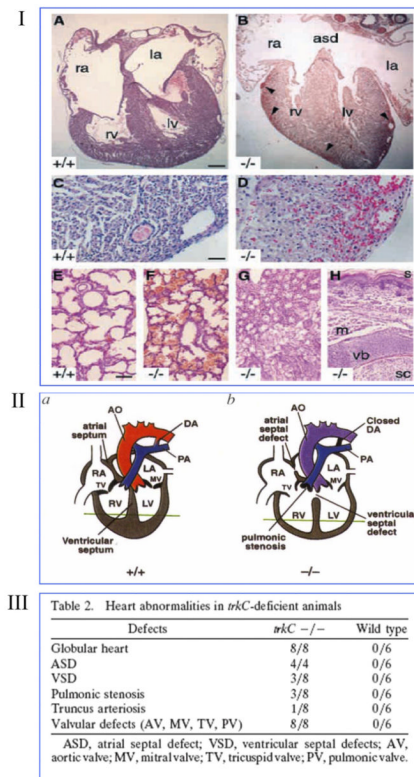 I
A
ra
la
rv
lv
+/+
B
ra
asd
la
rv
lv
-/-
C
+/+
D
-/-
E
+/+
F
-/-
G
-/-
H
s
m
vb
-/-
sc
II
a
AO
DA
atrial septum
PA
RA
LA
TV
MV
RV
LV
Ventricular septum
+/+
b
AO
Closed DA
atrial septal defect
PA
RA
LA
TV
MV
RV
LV
pulmonic stenosis
ventricular septal defect
−/−
III
Table 2. Heart abnormalities in trkC-deficient animals
Defects trkC −/− Wild type
Globular heart 8/8 0/6
ASD 4/4 0/6
VSD 3/8 0/6
Pulmonic stenosis 3/8 0/6
Truncus arteriosis 1/8 0/6
Valvular defects (AV, MV, TV, PV) 8/8 0/6
ASD, atrial septal defect; VSD, ventricular septal defects; AV,
aortic valve; MV, mitral valve; TV, tricuspid valve; PV, pulmonic valve.